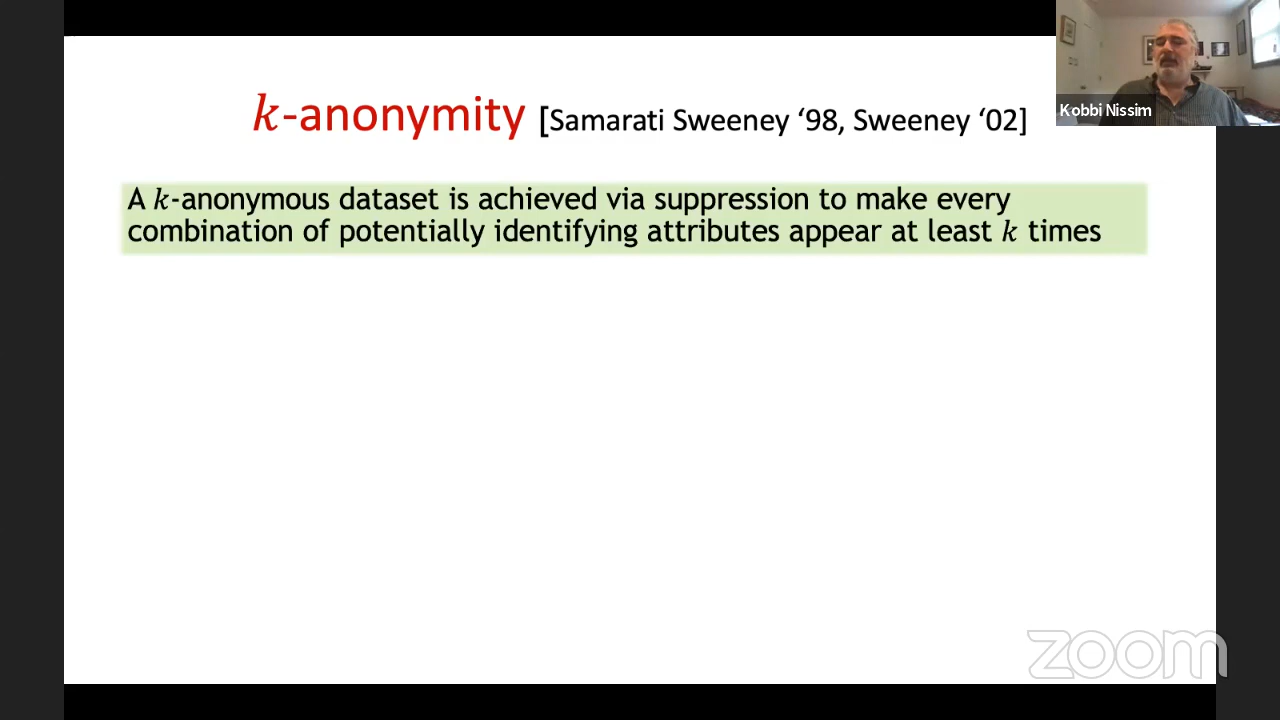 k-anonymity [Samarati Sweeney ‘98, Sweeney ‘02]
Kobbi Nissim
A k-anonymous dataset is achieved via suppression to make every
combination of potentially identifying attributes appear at least k times
zoom